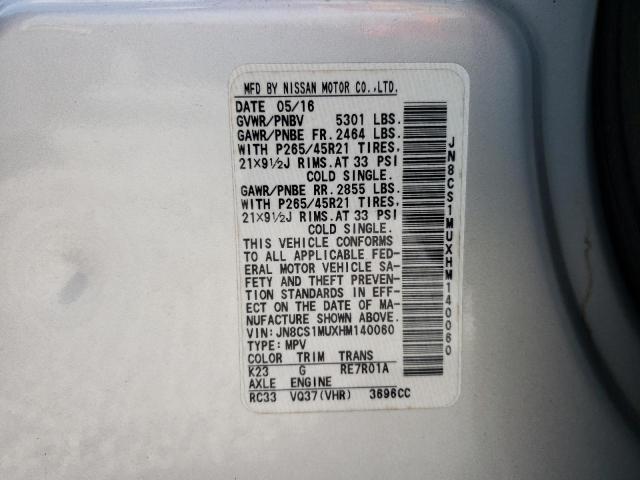 MFD BY NISSAN MOTOR CO.,LTD.
DATE 05/16
GVWR/PNBV 5301 LBS.
GAWR/PNBE FR. 2464 LBS.
WITH P265/45R21 TIRES,
21X9½J RIMS.AT 33 PSI
COLD SINGLE.
GAWR/PNBE RR. 2855 LBS.
WITH P265/45R21 TIRES,
21X9½J RIMS.AT 33 PSI
COLD SINGLE.
THIS VEHICLE CONFORMS
TO ALL APPLICABLE FED-
ERAL MOTOR VEHICLE SA-
FETY AND THEFT PREVEN-
TION STANDARDS IN EFF-
ECT ON THE DATE OF MA-
NUFACTURE SHOWN ABOVE.
VIN: JN8CS1MUXHM140060
TYPE: MPV
COLOR TRIM TRANS
K23 G RE7R01A
AXLE ENGINE
RC33 VQ37(VHR) 3696CC
JN8CS1MUXHM140060